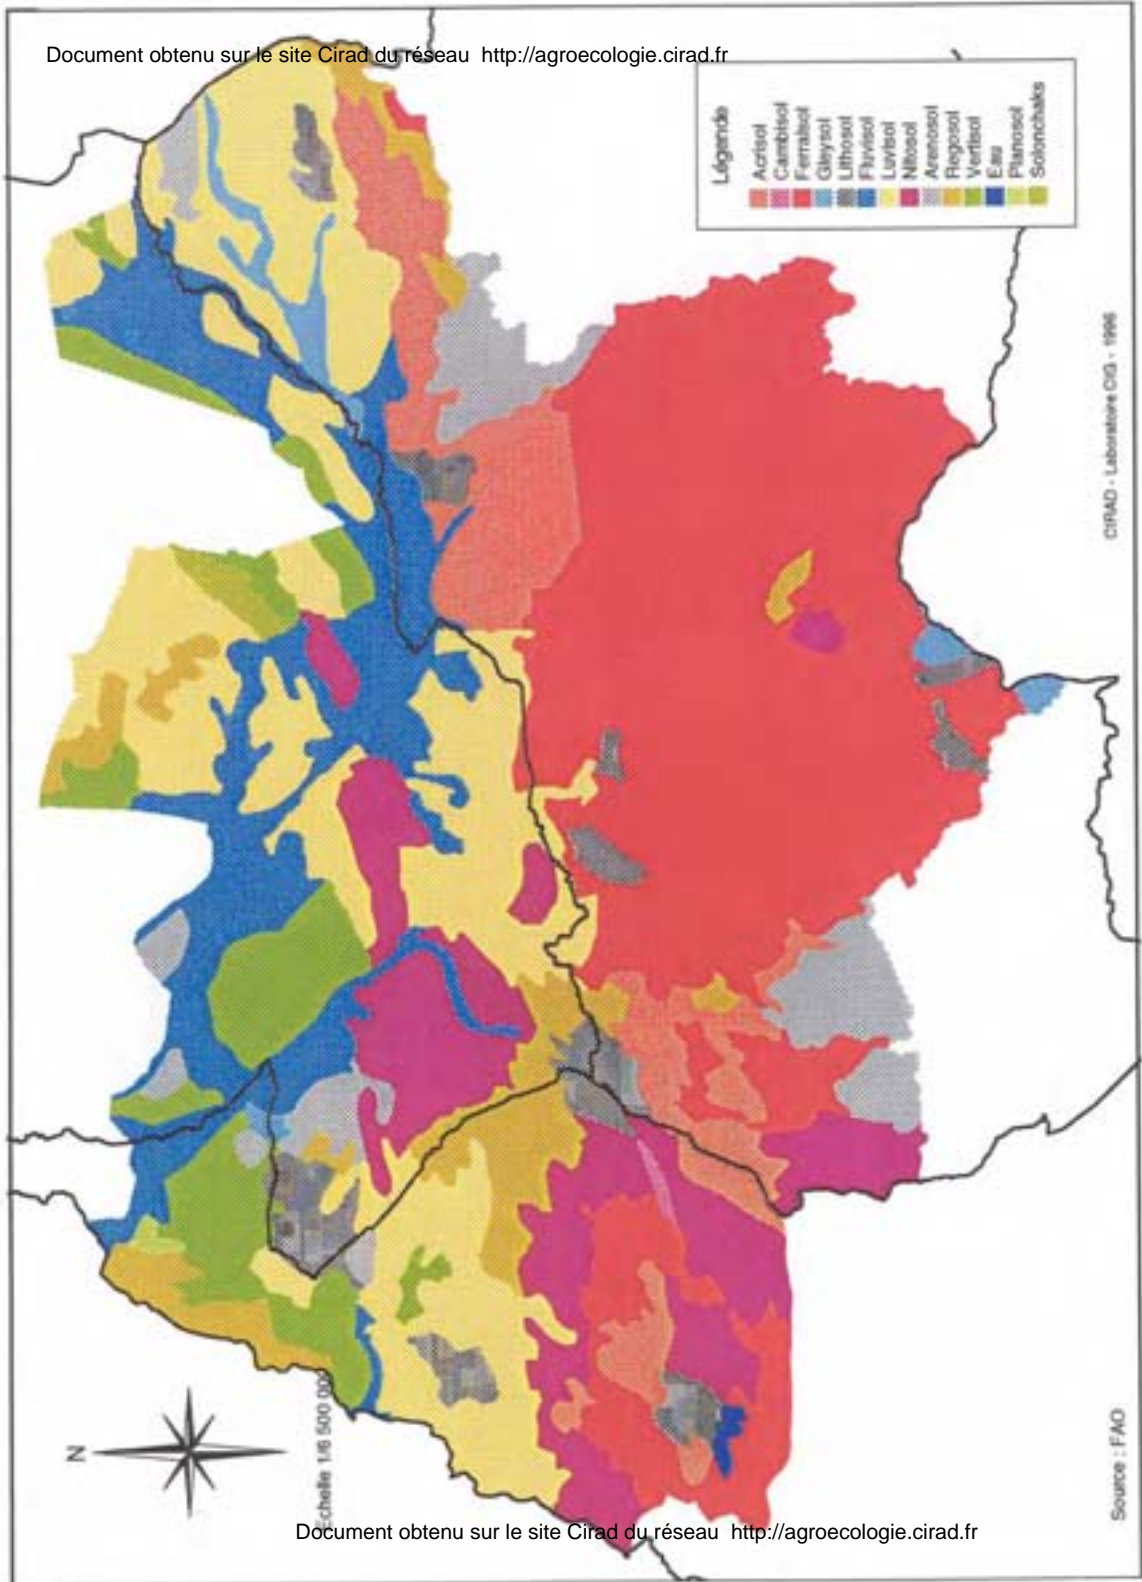 Document obtenu sur le site Cirad du réseau http://agroecologie.cirad.fr
Légende
Acrisol
Cambisol
Ferralsol
Gleysol
Lithosol
Fluvisol
Luvisol
Nitosol
Arenosol
Regosol
Vertisol
Eau
Planosol
Solonchaks
N
Echelle 1/6 500 000
CIRAD - Laboratoire CIG - 1996
Source : FAO
Document obtenu sur le site Cirad du réseau http://agroecologie.cirad.fr